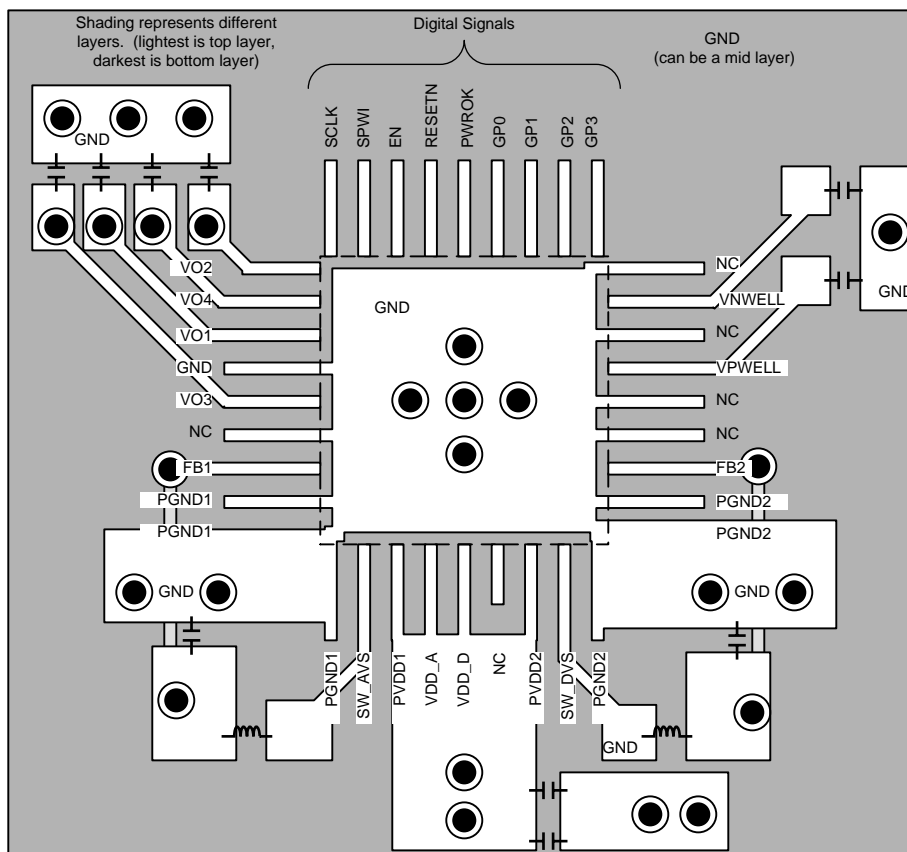 Shading represents different
layers. (lightest is top layer,
darkest is bottom layer)
Digital Signals
GND
(can be a mid layer)
GND
SCLK
SPWI
EN
RESETN
PWROK
GP0
GP1
GP2
GP3
VO2
VO4
VO1
GND
VO3
NC
FB1
PGND1
PGND1
GND
GND
NC
VNWELL
NC
VPWELL
NC
NC
FB2
PGND2
PGND2
GND
GND
PGND1
SW_AVS
PVDD1
VDD_A
VDD_D
NC
PVDD2
SW_DVS
PGND2
GND